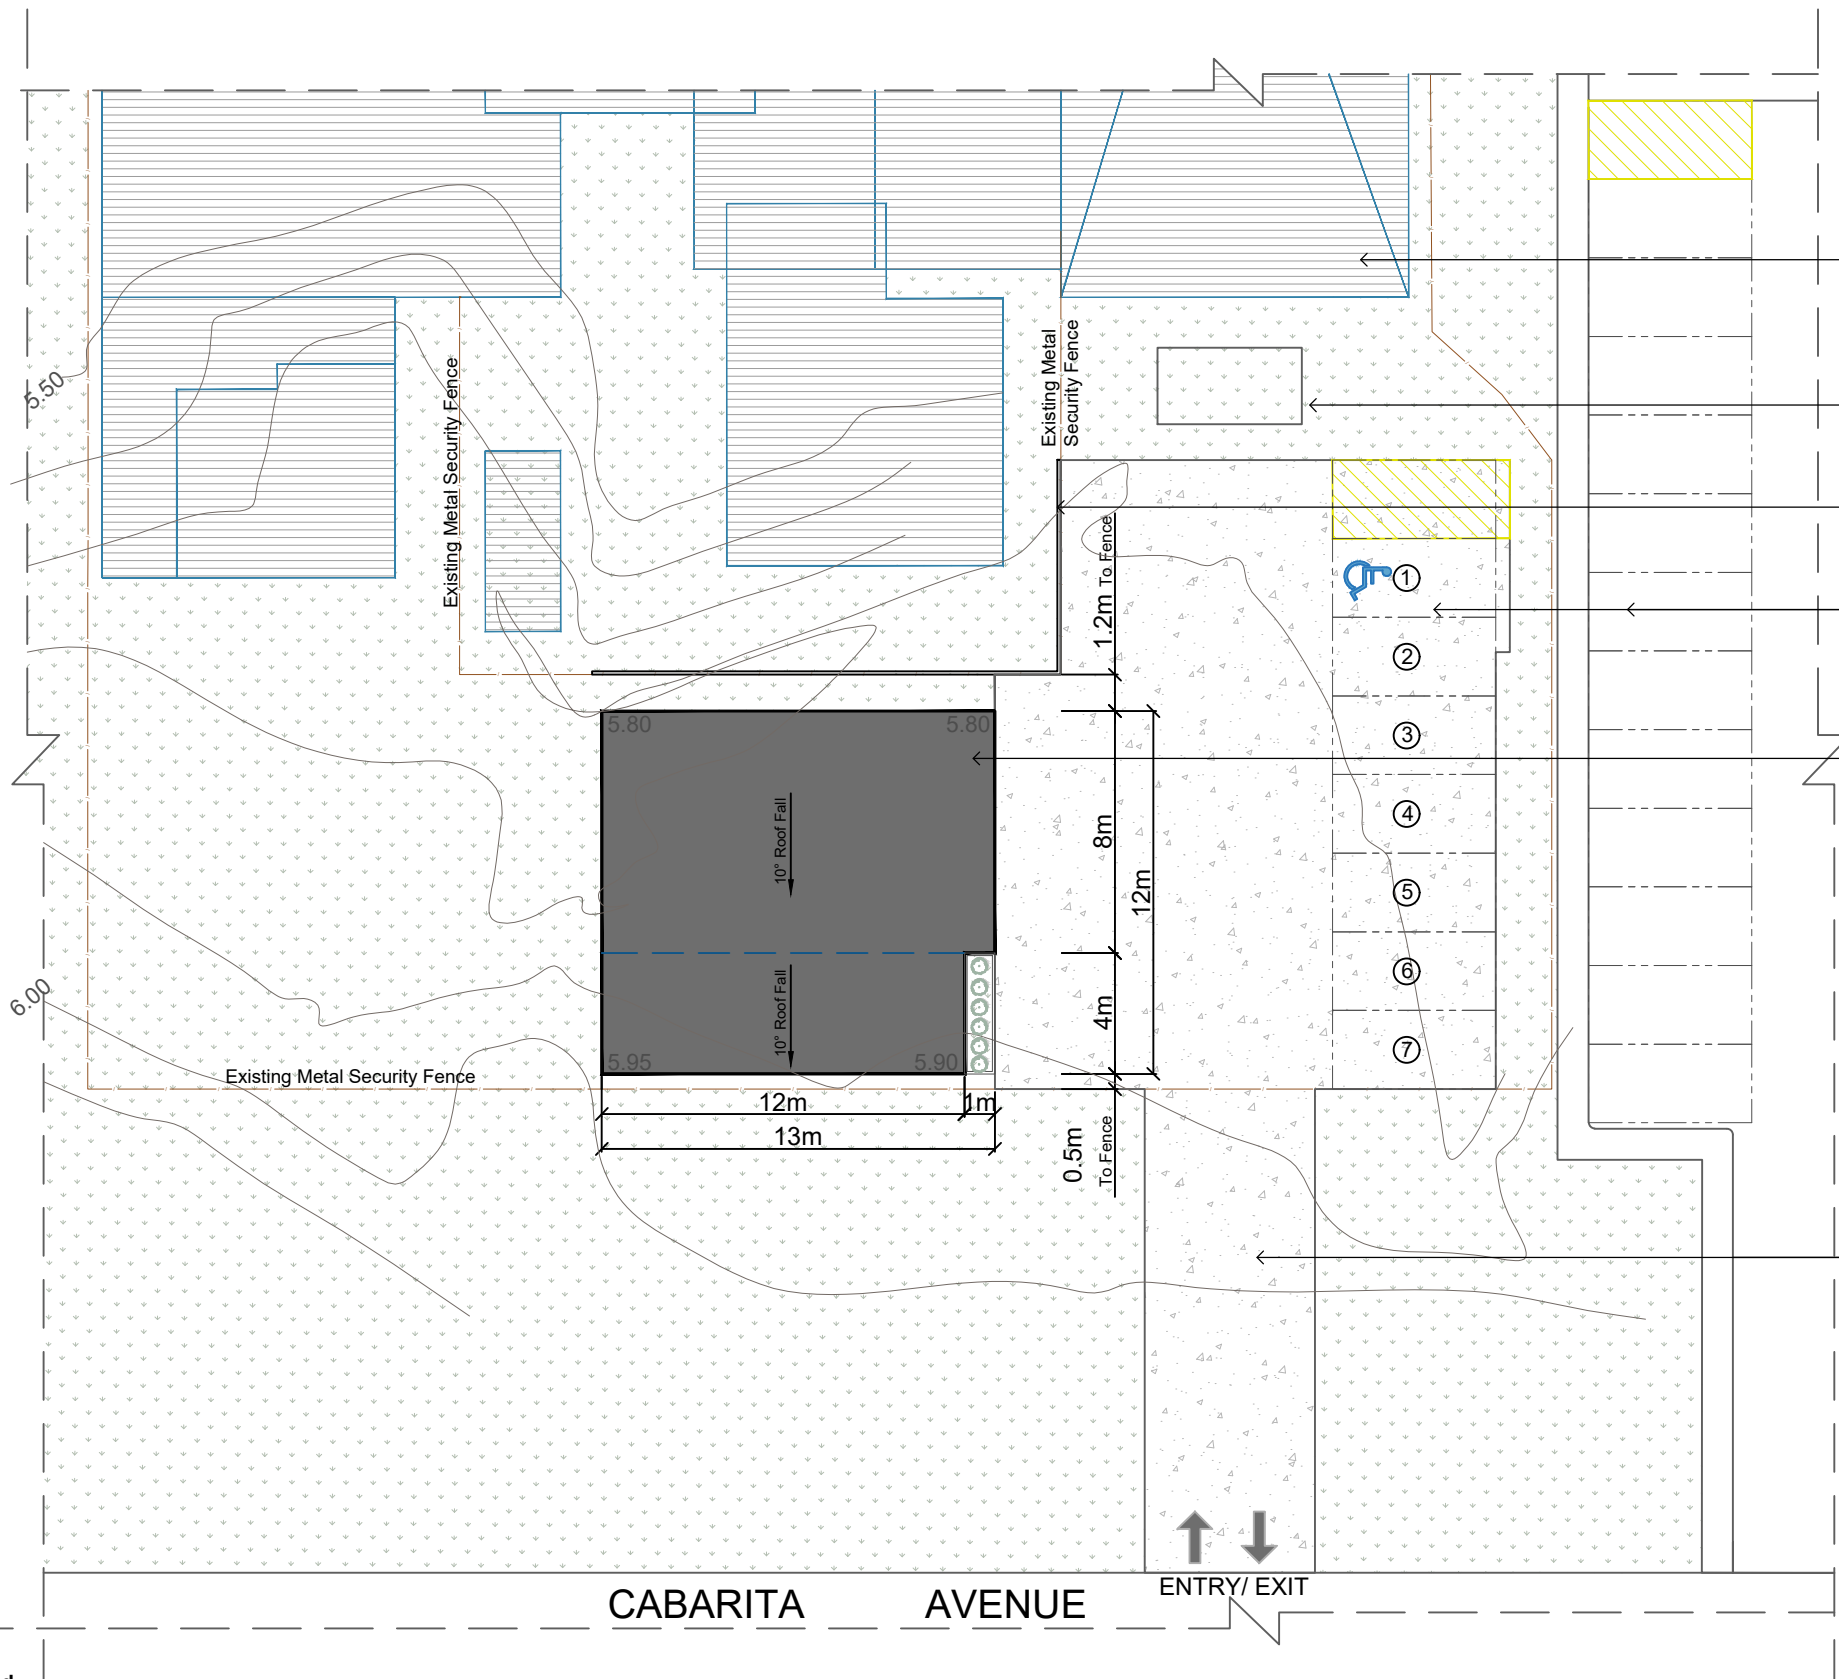 5.50
Existing Metal Security Fence
Existing Metal
Security Fence
1.2m To Fence
1
2
3
4
5
6
7
5.80
5.80
10° Roof Fall
8m
12m
10° Roof Fall
4m
6.00
5.95
5.90
Existing Metal Security Fence
12m
1m
13m
0.5m
To Fence
ENTRY/ EXIT
CABARITA AVENUE